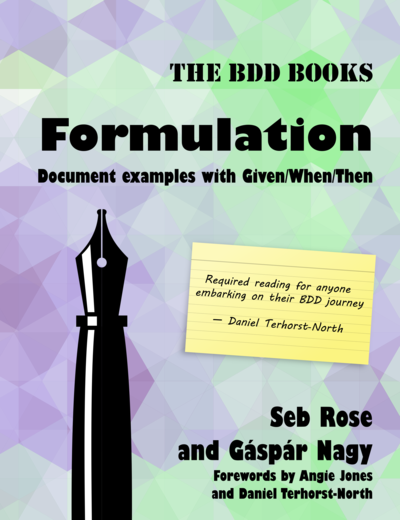 THE BDD BOOKS
Formulation
Document examples with Given/When/Then
Required reading for anyone
embarking on their BDD journey
— Daniel Terhorst-North
Seb Rose
and Gáspár Nagy
Forewords by Angie Jones
and Daniel Terhorst-North